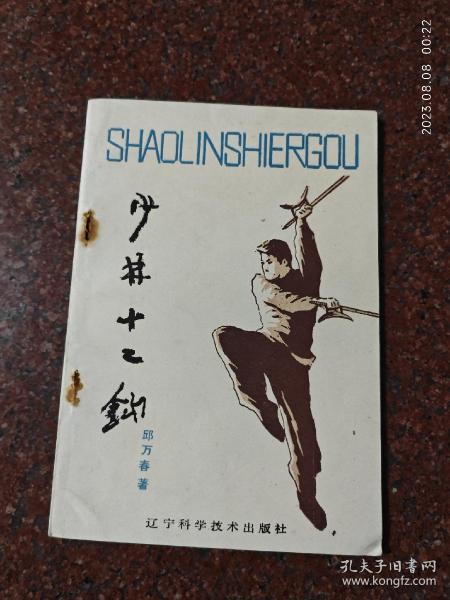 2023.08.08 00:22
SHAOLINSHIERGOU
少林十二鈎
邱万春 著
辽宁科学技术出版社
孔夫子旧书网
www.kongfz.com